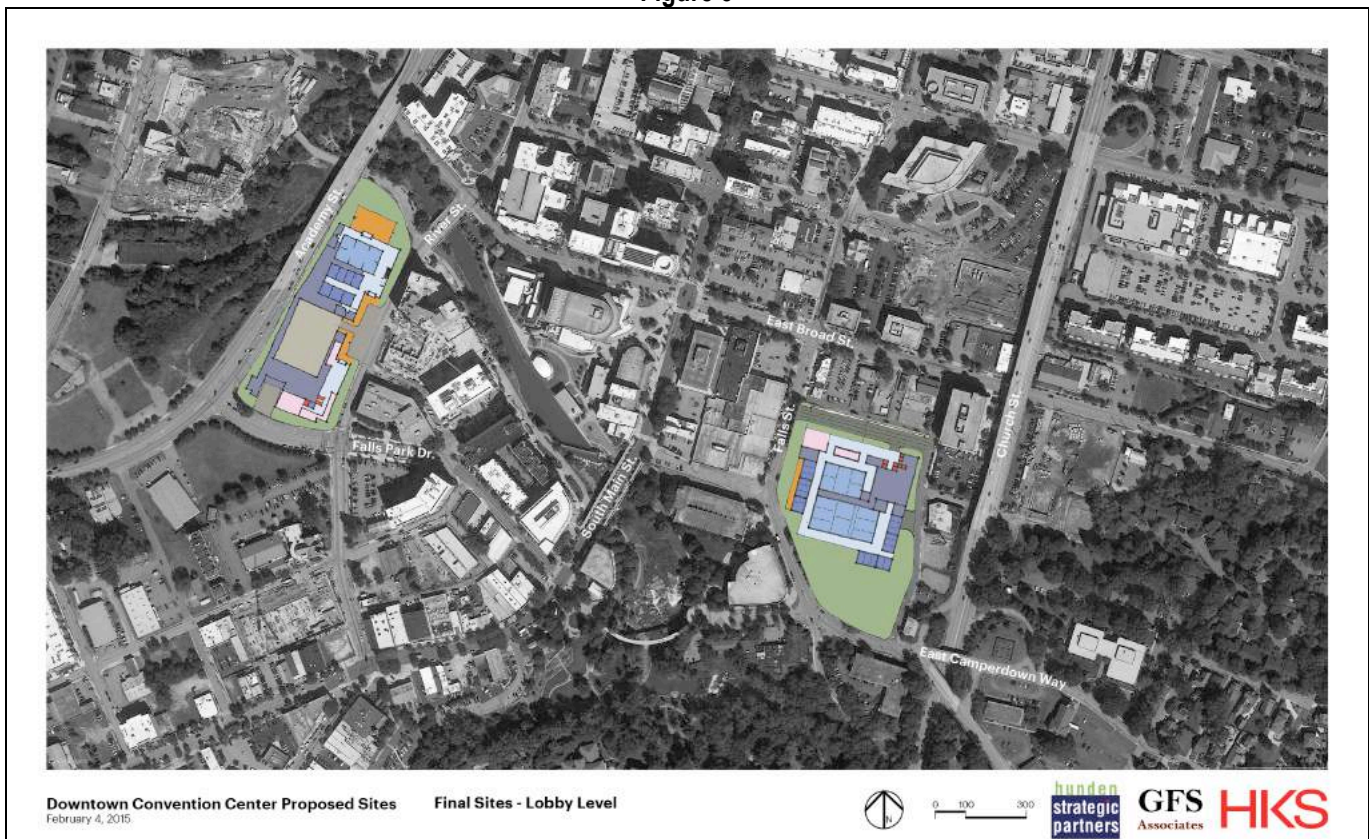 Academy St.
River St.
East Broad St.
Falls St.
Church St.
Falls Park Dr.
South Main St.
East Camperdown Way
Downtown Convention Center Proposed Sites
Final Sites - Lobby Level
February 4, 2015
N
0 100 300
hunden
strategic
partners
GFS
Associates
HKS